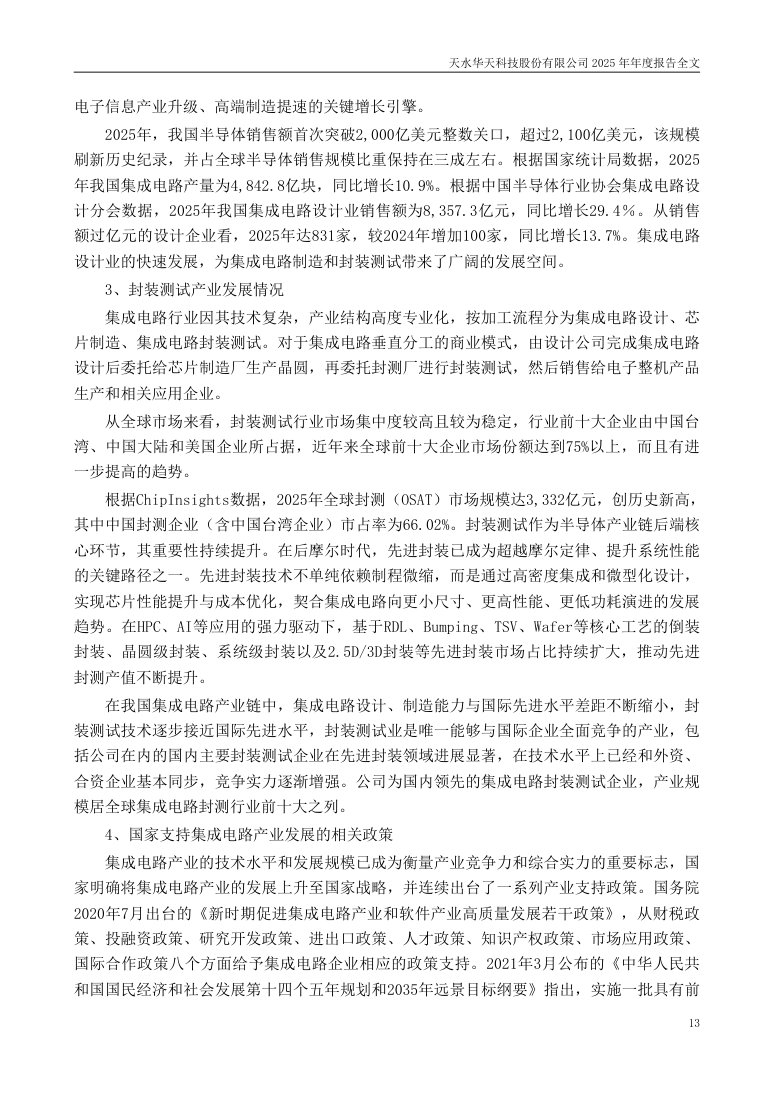 天水华天科技股份有限公司 2025 年年度报告全文
电子信息产业升级、高端制造提速的关键增长引擎。
2025年，我国半导体销售额首次突破2,000亿美元整数关口，超过2,100亿美元，该规模
刷新历史纪录，并占全球半导体销售规模比重保持在三成左右。根据国家统计局数据，2025
年我国集成电路产量为4,842.8亿块，同比增长10.9%。根据中国半导体行业协会集成电路设
计分会数据，2025年我国集成电路设计业销售额为8,357.3亿元，同比增长29.4％。从销售
额过亿元的设计企业看，2025年达831家，较2024年增加100家，同比增长13.7%。集成电路
设计业的快速发展，为集成电路制造和封装测试带来了广阔的发展空间。
3、封装测试产业发展情况
集成电路行业因其技术复杂，产业结构高度专业化，按加工流程分为集成电路设计、芯
片制造、集成电路封装测试。对于集成电路垂直分工的商业模式，由设计公司完成集成电路
设计后委托给芯片制造厂生产晶圆，再委托封测厂进行封装测试，然后销售给电子整机产品
生产和相关应用企业。
从全球市场来看，封装测试行业市场集中度较高且较为稳定，行业前十大企业由中国台
湾、中国大陆和美国企业所占据，近年来全球前十大企业市场份额达到75%以上，而且有进
一步提高的趋势。
根据ChipInsights数据，2025年全球封测（OSAT）市场规模达3,332亿元，创历史新高，
其中中国封测企业（含中国台湾企业）市占率为66.02%。封装测试作为半导体产业链后端核
心环节，其重要性持续提升。在后摩尔时代，先进封装已成为超越摩尔定律、提升系统性能
的关键路径之一。先进封装技术不单纯依赖制程微缩，而是通过高密度集成和微型化设计，
实现芯片性能提升与成本优化，契合集成电路向更小尺寸、更高性能、更低功耗演进的发展
趋势。在HPC、AI等应用的强力驱动下，基于RDL、Bumping、TSV、Wafer等核心工艺的倒装
封装、晶圆级封装、系统级封装以及2.5D/3D封装等先进封装市场占比持续扩大，推动先进
封测产值不断提升。
在我国集成电路产业链中，集成电路设计、制造能力与国际先进水平差距不断缩小，封
装测试技术逐步接近国际先进水平，封装测试业是唯一能够与国际企业全面竞争的产业，包
括公司在内的国内主要封装测试企业在先进封装领域进展显著，在技术水平上已经和外资、
合资企业基本同步，竞争实力逐渐增强。公司为国内领先的集成电路封装测试企业，产业规
模居全球集成电路封测行业前十大之列。
4、国家支持集成电路产业发展的相关政策
集成电路产业的技术水平和发展规模已成为衡量产业竞争力和综合实力的重要标志，国
家明确将集成电路产业的发展上升至国家战略，并连续出台了一系列产业支持政策。国务院
2020年7月出台的《新时期促进集成电路产业和软件产业高质量发展若干政策》，从财税政
策、投融资政策、研究开发政策、进出口政策、人才政策、知识产权政策、市场应用政策、
国际合作政策八个方面给予集成电路企业相应的政策支持。2021年3月公布的《中华人民共
和国国民经济和社会发展第十四个五年规划和2035年远景目标纲要》指出，实施一批具有前
13